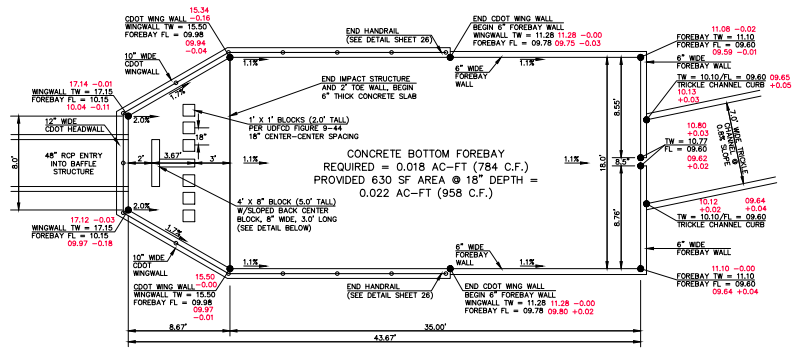 15.34
CDOT WING WALL -0.16
WINGWALL TW = 15.50
FOREBAY FL = 09.98
09.94
-0.04
10" WIDE
CDOT
WINGWALL
17.14 -0.01
WINGWALL TW = 17.15
FOREBAY FL = 10.15
10.04 -0.11
12" WIDE
CDOT HEADWALL
8.0'
48" RCP ENTRY
INTO BAFFLE
STRUCTURE
17.12 -0.03
WINGWALL TW = 17.15
FOREBAY FL = 10.15
09.97 -0.18
10" WIDE
CDOT
WINGWALL
15.50
-0.00
CDOT WING WALL
WINGWALL TW = 15.50
FOREBAY FL = 09.98
09.97
-0.01
1.7%
2.0%
2'
3.67'
3'
18"
2.0%
1.7%
END HANDRAIL
(SEE DETAIL SHEET 26)
1.1%
END IMPACT STRUCTURE
AND 2' TOE WALL, BEGIN
6" THICK CONCRETE SLAB
1' X 1' BLOCKS (2.0' TALL)
PER UDFCD FIGURE 9-44
18" CENTER-CENTER SPACING
1.1%
4' X 8" BLOCK (5.0' TALL)
W/SLOPED BACK CENTER
BLOCK, 8" WIDE, 3.0' LONG
(SEE DETAIL BELOW)
1.1%
END HANDRAIL
(SEE DETAIL SHEET 26)
END CDOT WING WALL
BEGIN 6" FOREBAY WALL
WINGWALL TW = 11.28 11.28 -0.00
FOREBAY FL = 09.78 09.75 -0.03
1.1%
6" WIDE
FOREBAY
WALL
CONCRETE BOTTOM FOREBAY
REQUIRED = 0.018 AC-FT (784 C.F.)
PROVIDED 630 SF AREA @ 18" DEPTH =
0.022 AC-FT (958 C.F.)
1.1%
6" WIDE
FOREBAY
WALL
1.1%
END CDOT WING WALL
BEGIN 6" FOREBAY WALL
WINGWALL TW = 11.28 11.28 -0.00
FOREBAY FL = 09.78 09.80 +0.02
8.55'
18.0'
8.5"
8.76'
11.08 -0.02
FOREBAY TW = 11.10
FOREBAY FL = 09.60
09.59 -0.01
6" WIDE
FOREBAY WALL
TW = 10.10/FL = 09.60 09.65
TRICKLE CHANNEL CURB +0.05
10.13
+0.03
10.80
+0.03
TW = 10.77
FL = 09.60
09.62
+0.02
7.0' WIDE TRICKLE
CHANNEL @
0.8% SLOPE
10.12
+0.02
09.64
+0.04
TW = 10.10/FL = 09.60
TRICKLE CHANNEL CURB
6" WIDE
FOREBAY WALL
11.10 -0.00
FOREBAY TW = 11.10
FOREBAY FL = 09.60
09.64 +0.04
8.67'
35.00'
43.67'